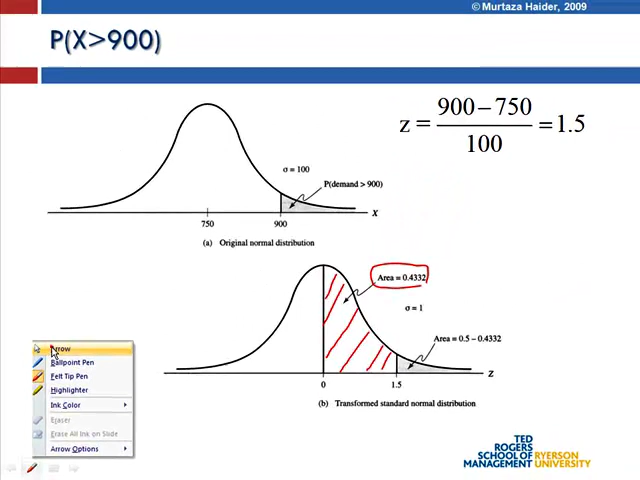 © Murtaza Haider, 2009
P(X>900)
z = 900 − 750 / 100 = 1.5
σ = 100
P(demand > 900)
750
900
X
(a) Original normal distribution
Area = 0.4332
σ = 1
Area = 0.5 - 0.4332
0
1.5
Z
(b) Transformed standard normal distribution
Arrow
Ballpoint Pen
Felt Tip Pen
Highlighter
Ink Color
Eraser
Erase All Ink on Slide
Arrow Options
TED
ROGERS
SCHOOL OF RYERSON
MANAGEMENT UNIVERSITY